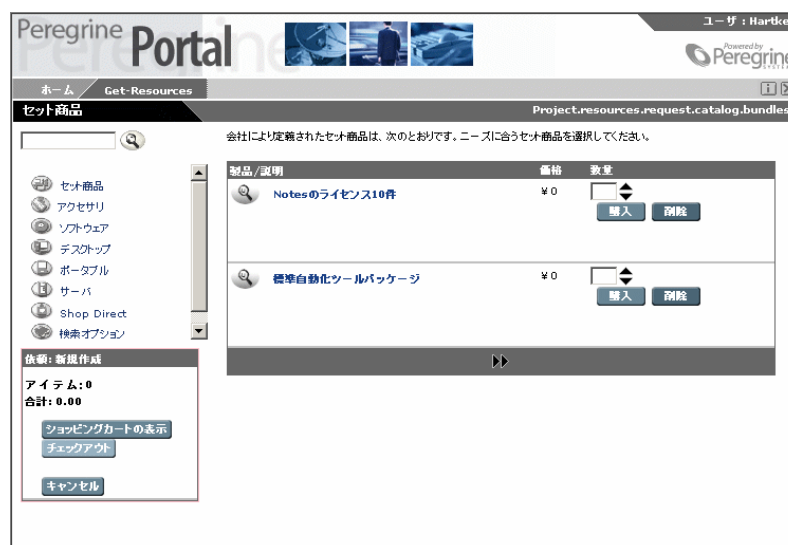 Peregrine Portal
ユーザ : Hartke
Powered by
Peregrine
ホーム
Get-Resources
セット商品
Project.resources.request.catalog.bundles
会社により定義されたセット商品は、次のとおりです。ニーズに合うセット商品を選択してください。
セット商品
アクセサリ
ソフトウェア
デスクトップ
ポータブル
サーバ
Shop Direct
検索オプション
製品/説明 価格 数量
Notesのライセンス10件 ¥0
購入 削除
標準自動化ツールパッケージ ¥0
購入 削除
依頼: 新規作成
アイテム:0
合計: 0.00
ショッピングカートの表示
チェックアウト
キャンセル